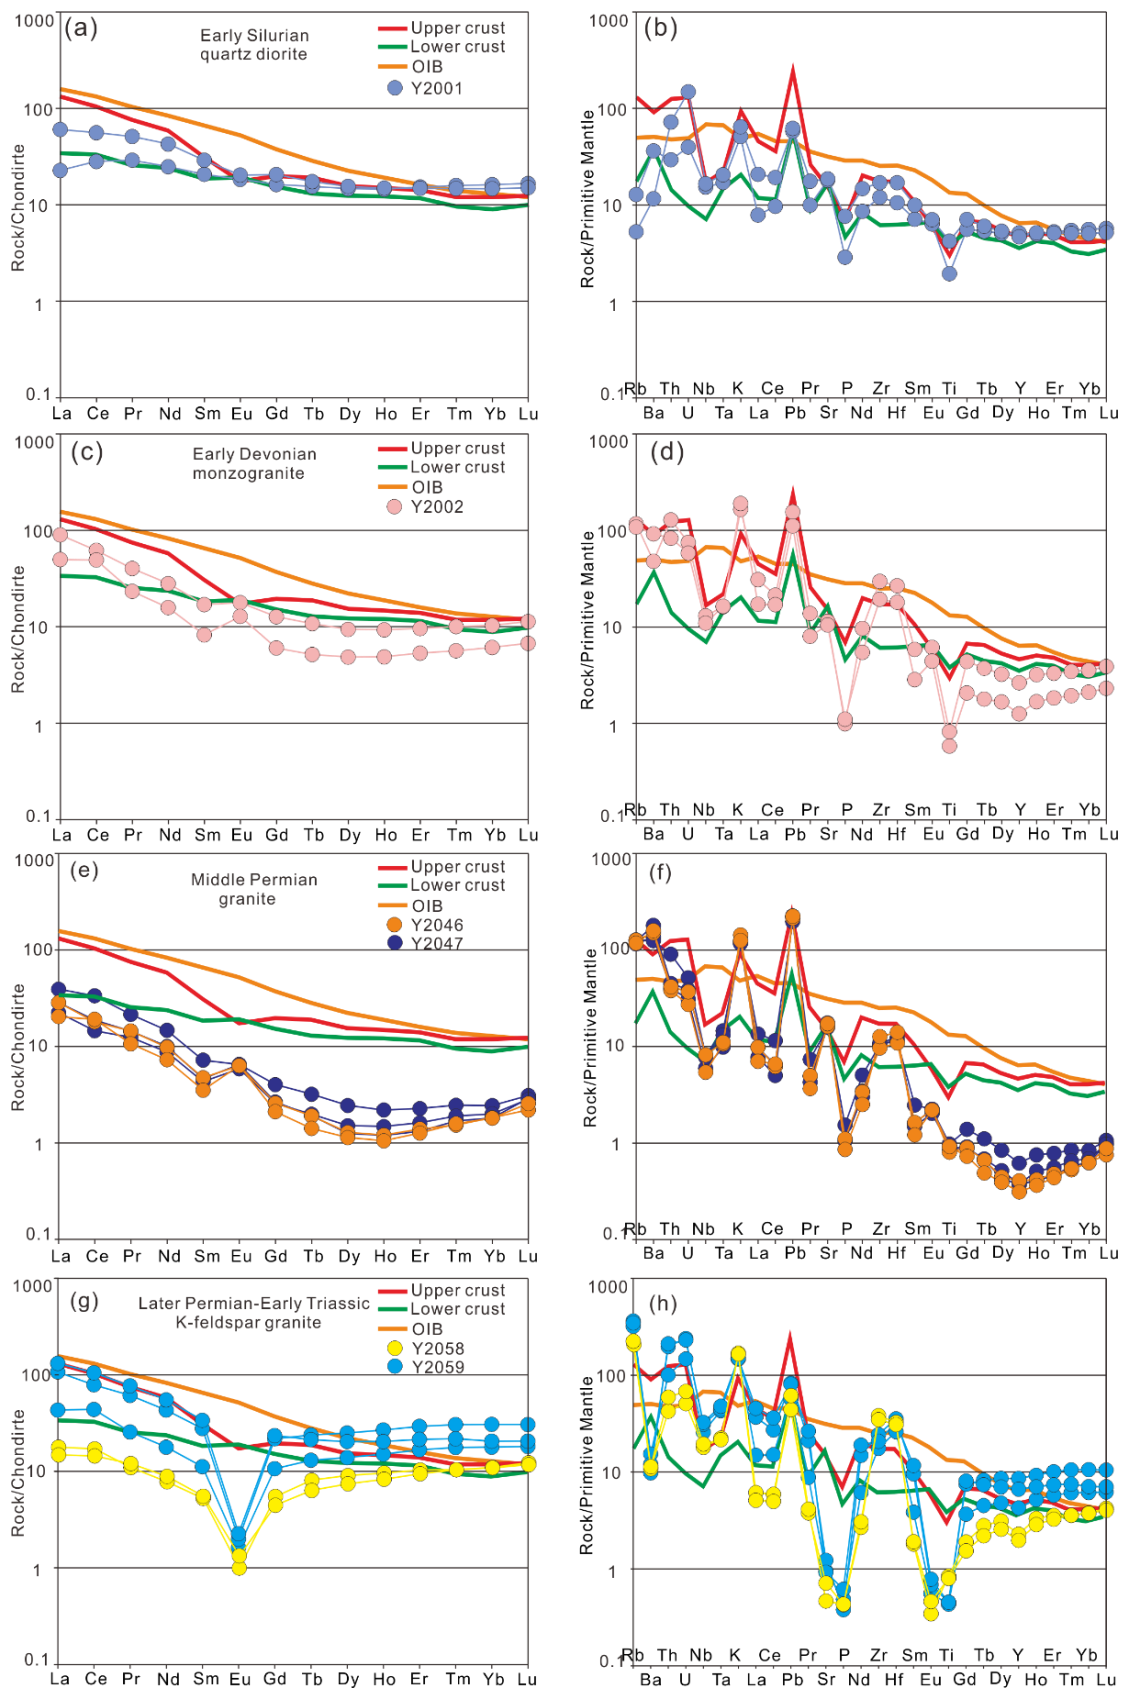 (a)
Early Silurian
quartz diorite
Upper crust
Lower crust
OIB
Y2001
1000
100
10
1
0.1
Rock/Chondirte
La Ce Pr Nd Sm Eu Gd Tb Dy Ho Er Tm Yb Lu
(b)
1000
100
10
1
0.1
Rock/Primitive Mantle
Rb Th Nb K Ce Pr P Zr Sm Ti Tb Y Er Yb
Ba U Ta La Pb Sr Nd Hf Eu Gd Dy Ho Tm Lu
(c)
Early Devonian
monzogranite
Upper crust
Lower crust
OIB
Y2002
1000
100
10
1
0.1
Rock/Chondirte
La Ce Pr Nd Sm Eu Gd Tb Dy Ho Er Tm Yb Lu
(d)
1000
100
10
1
0.1
Rock/Primitive Mantle
Rb Th Nb K Ce Pr P Zr Sm Ti Tb Y Er Yb
Ba U Ta La Pb Sr Nd Hf Eu Gd Dy Ho Tm Lu
(e)
Middle Permian
granite
Upper crust
Lower crust
OIB
Y2046
Y2047
1000
100
10
1
0.1
Rock/Chondirte
La Ce Pr Nd Sm Eu Gd Tb Dy Ho Er Tm Yb Lu
(f)
1000
100
10
1
0.1
Rock/Primitive Mantle
Rb Th Nb K Ce Pr P Zr Sm Ti Tb Y Er Yb
Ba U Ta La Pb Sr Nd Hf Eu Gd Dy Ho Tm Lu
(g)
Later Permian-Early Triassic
K-feldspar granite
Upper crust
Lower crust
OIB
Y2058
Y2059
1000
100
10
1
0.1
Rock/Chondirte
La Ce Pr Nd Sm Eu Gd Tb Dy Ho Er Tm Yb Lu
(h)
1000
100
10
1
0.1
Rock/Primitive Mantle
Rb Th Nb K Ce Pr P Zr Sm Ti Tb Y Er Yb
Ba U Ta La Pb Sr Nd Hf Eu Gd Dy Ho Tm Lu